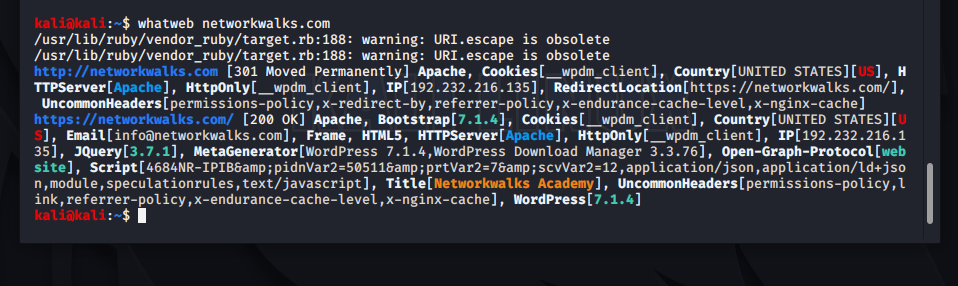 kali@kali:~$ whatweb networkwalks.com
/usr/lib/ruby/vendor_ruby/target.rb:188: warning: URI.escape is obsolete
/usr/lib/ruby/vendor_ruby/target.rb:188: warning: URI.escape is obsolete
http://networkwalks.com [301 Moved Permanently] Apache, Cookies[__wpdm_client], Country[UNITED STATES][US], H
TTPServer[Apache], HttpOnly[__wpdm_client], IP[192.232.216.135], RedirectLocation[https://networkwalks.com/],
 UncommonHeaders[permissions-policy,x-redirect-by,referrer-policy,x-endurance-cache-level,x-nginx-cache]
https://networkwalks.com/ [200 OK] Apache, Bootstrap[7.1.4], Cookies[__wpdm_client], Country[UNITED STATES][U
S], Email[info@networkwalks.com], Frame, HTML5, HTTPServer[Apache], HttpOnly[__wpdm_client], IP[192.232.216.1
35], JQuery[3.7.1], MetaGenerator[WordPress 7.1.4,WordPress Download Manager 3.3.76], Open-Graph-Protocol[web
site], Script[4684NR-IPIB&amp;pidnVar2=50511&amp;prtVar2=7&amp;scvVar2=12,application/json,application/ld+jso
n,module,speculationrules,text/javascript], Title[Networkwalks Academy], UncommonHeaders[permissions-policy,l
ink,referrer-policy,x-endurance-cache-level,x-nginx-cache], WordPress[7.1.4]
kali@kali:~$